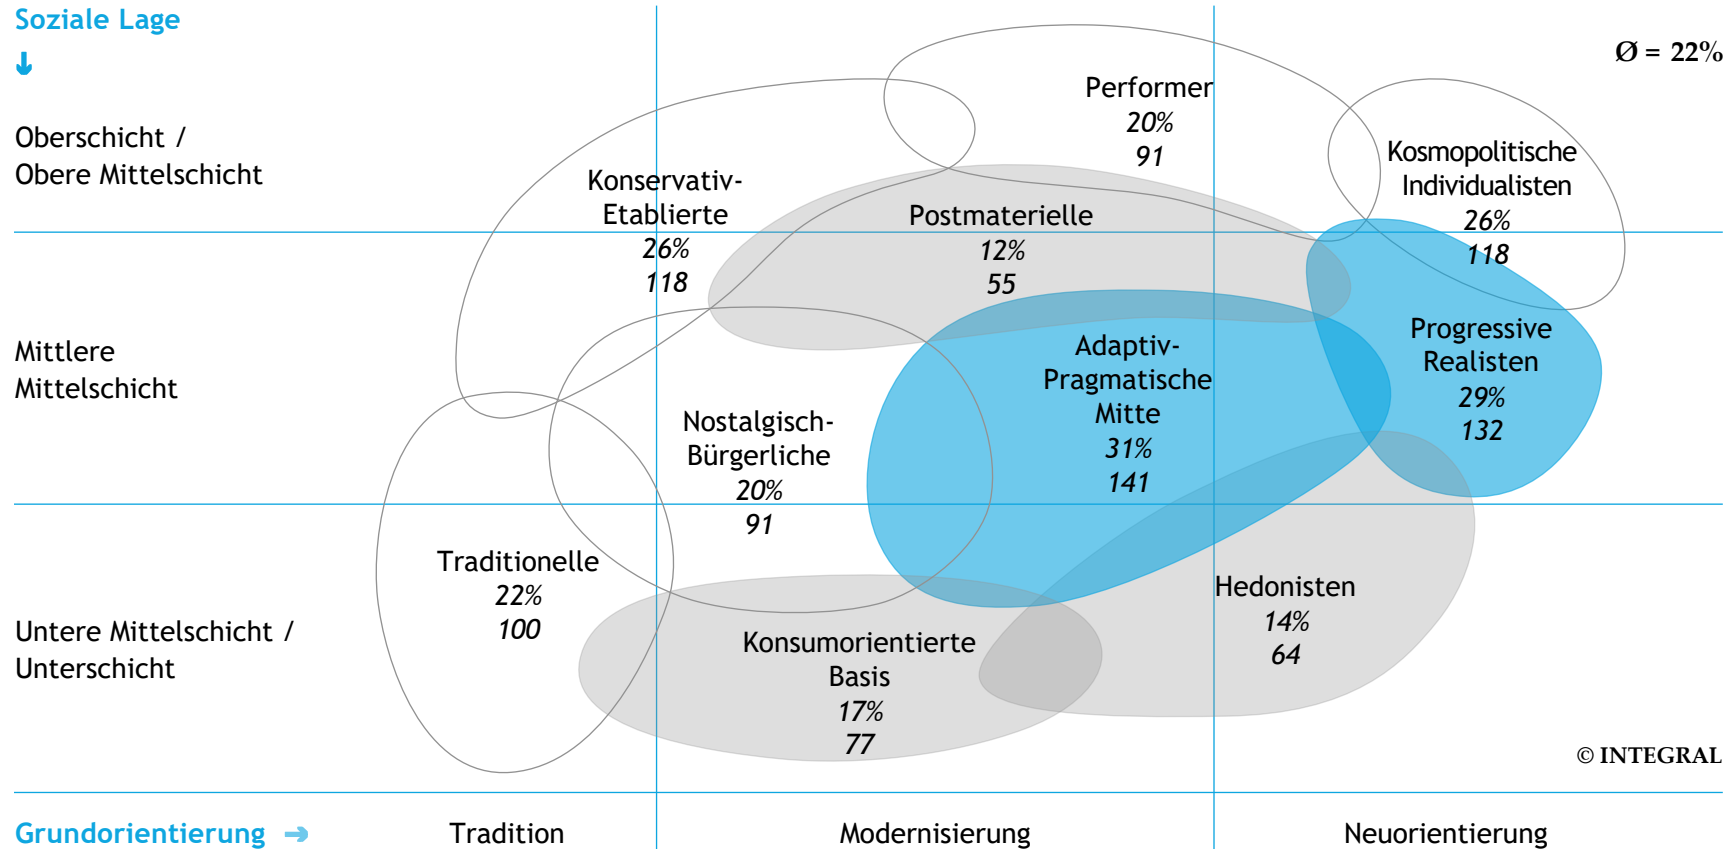 Soziale Lage
↓
Ø = 22%
Oberschicht /
Obere Mittelschicht
Performer
20%
91
Kosmopolitische
Individualisten
26%
118
Konservativ-
Etablierte
26%
118
Postmaterielle
12%
55
Mittlere
Mittelschicht
Adaptiv-
Pragmatische
Mitte
31%
141
Progressive
Realisten
29%
132
Nostalgisch-
Bürgerliche
20%
91
Traditionelle
22%
100
Untere Mittelschicht /
Unterschicht
Hedonisten
14%
64
Konsumorientierte
Basis
17%
77
© INTEGRAL
Grundorientierung →
Tradition
Modernisierung
Neuorientierung